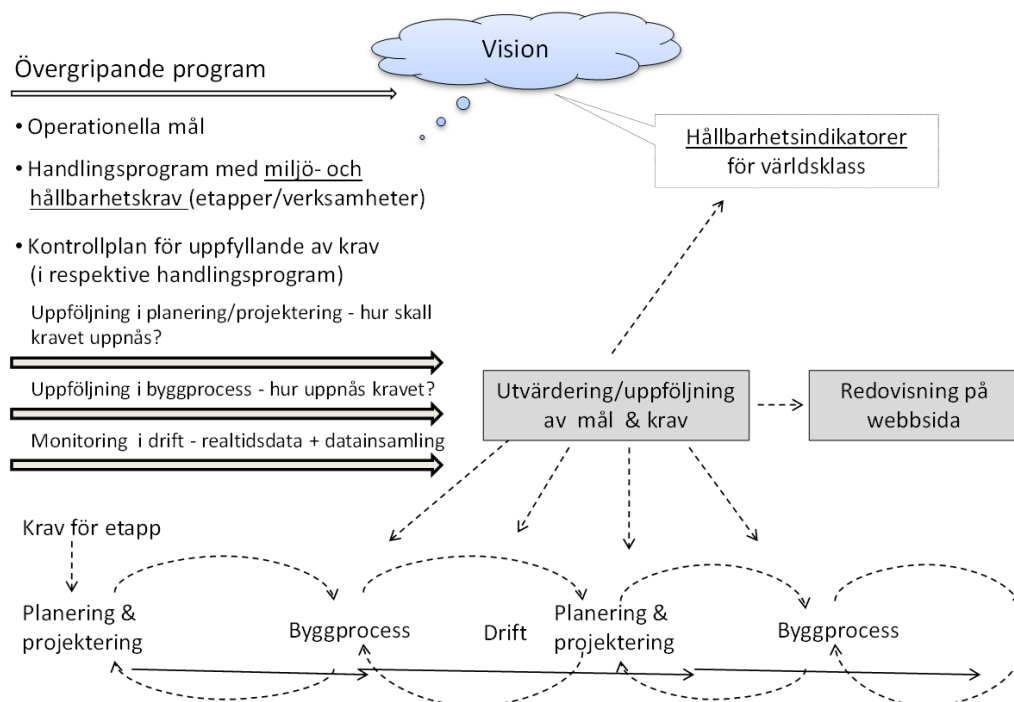 Vision
Övergripande program
• Operationella mål
• Handlingsprogram med miljö- och
hållbarhetskrav (etapper/verksamheter)
• Kontrollplan för uppfyllande av krav
(i respektive handlingsprogram)
Uppföljning i planering/projektering - hur skall
kravet uppnås?
Uppföljning i byggprocess - hur uppnås kravet?
Monitoring i drift - realtidsdata + datainsamling
Hållbarhetsindikatorer
för världsklass
Utvärdering/uppföljning
av mål & krav
Redovisning på
webbsida
Krav för etapp
Planering &
projektering
Byggprocess
Drift
Planering &
projektering
Byggprocess